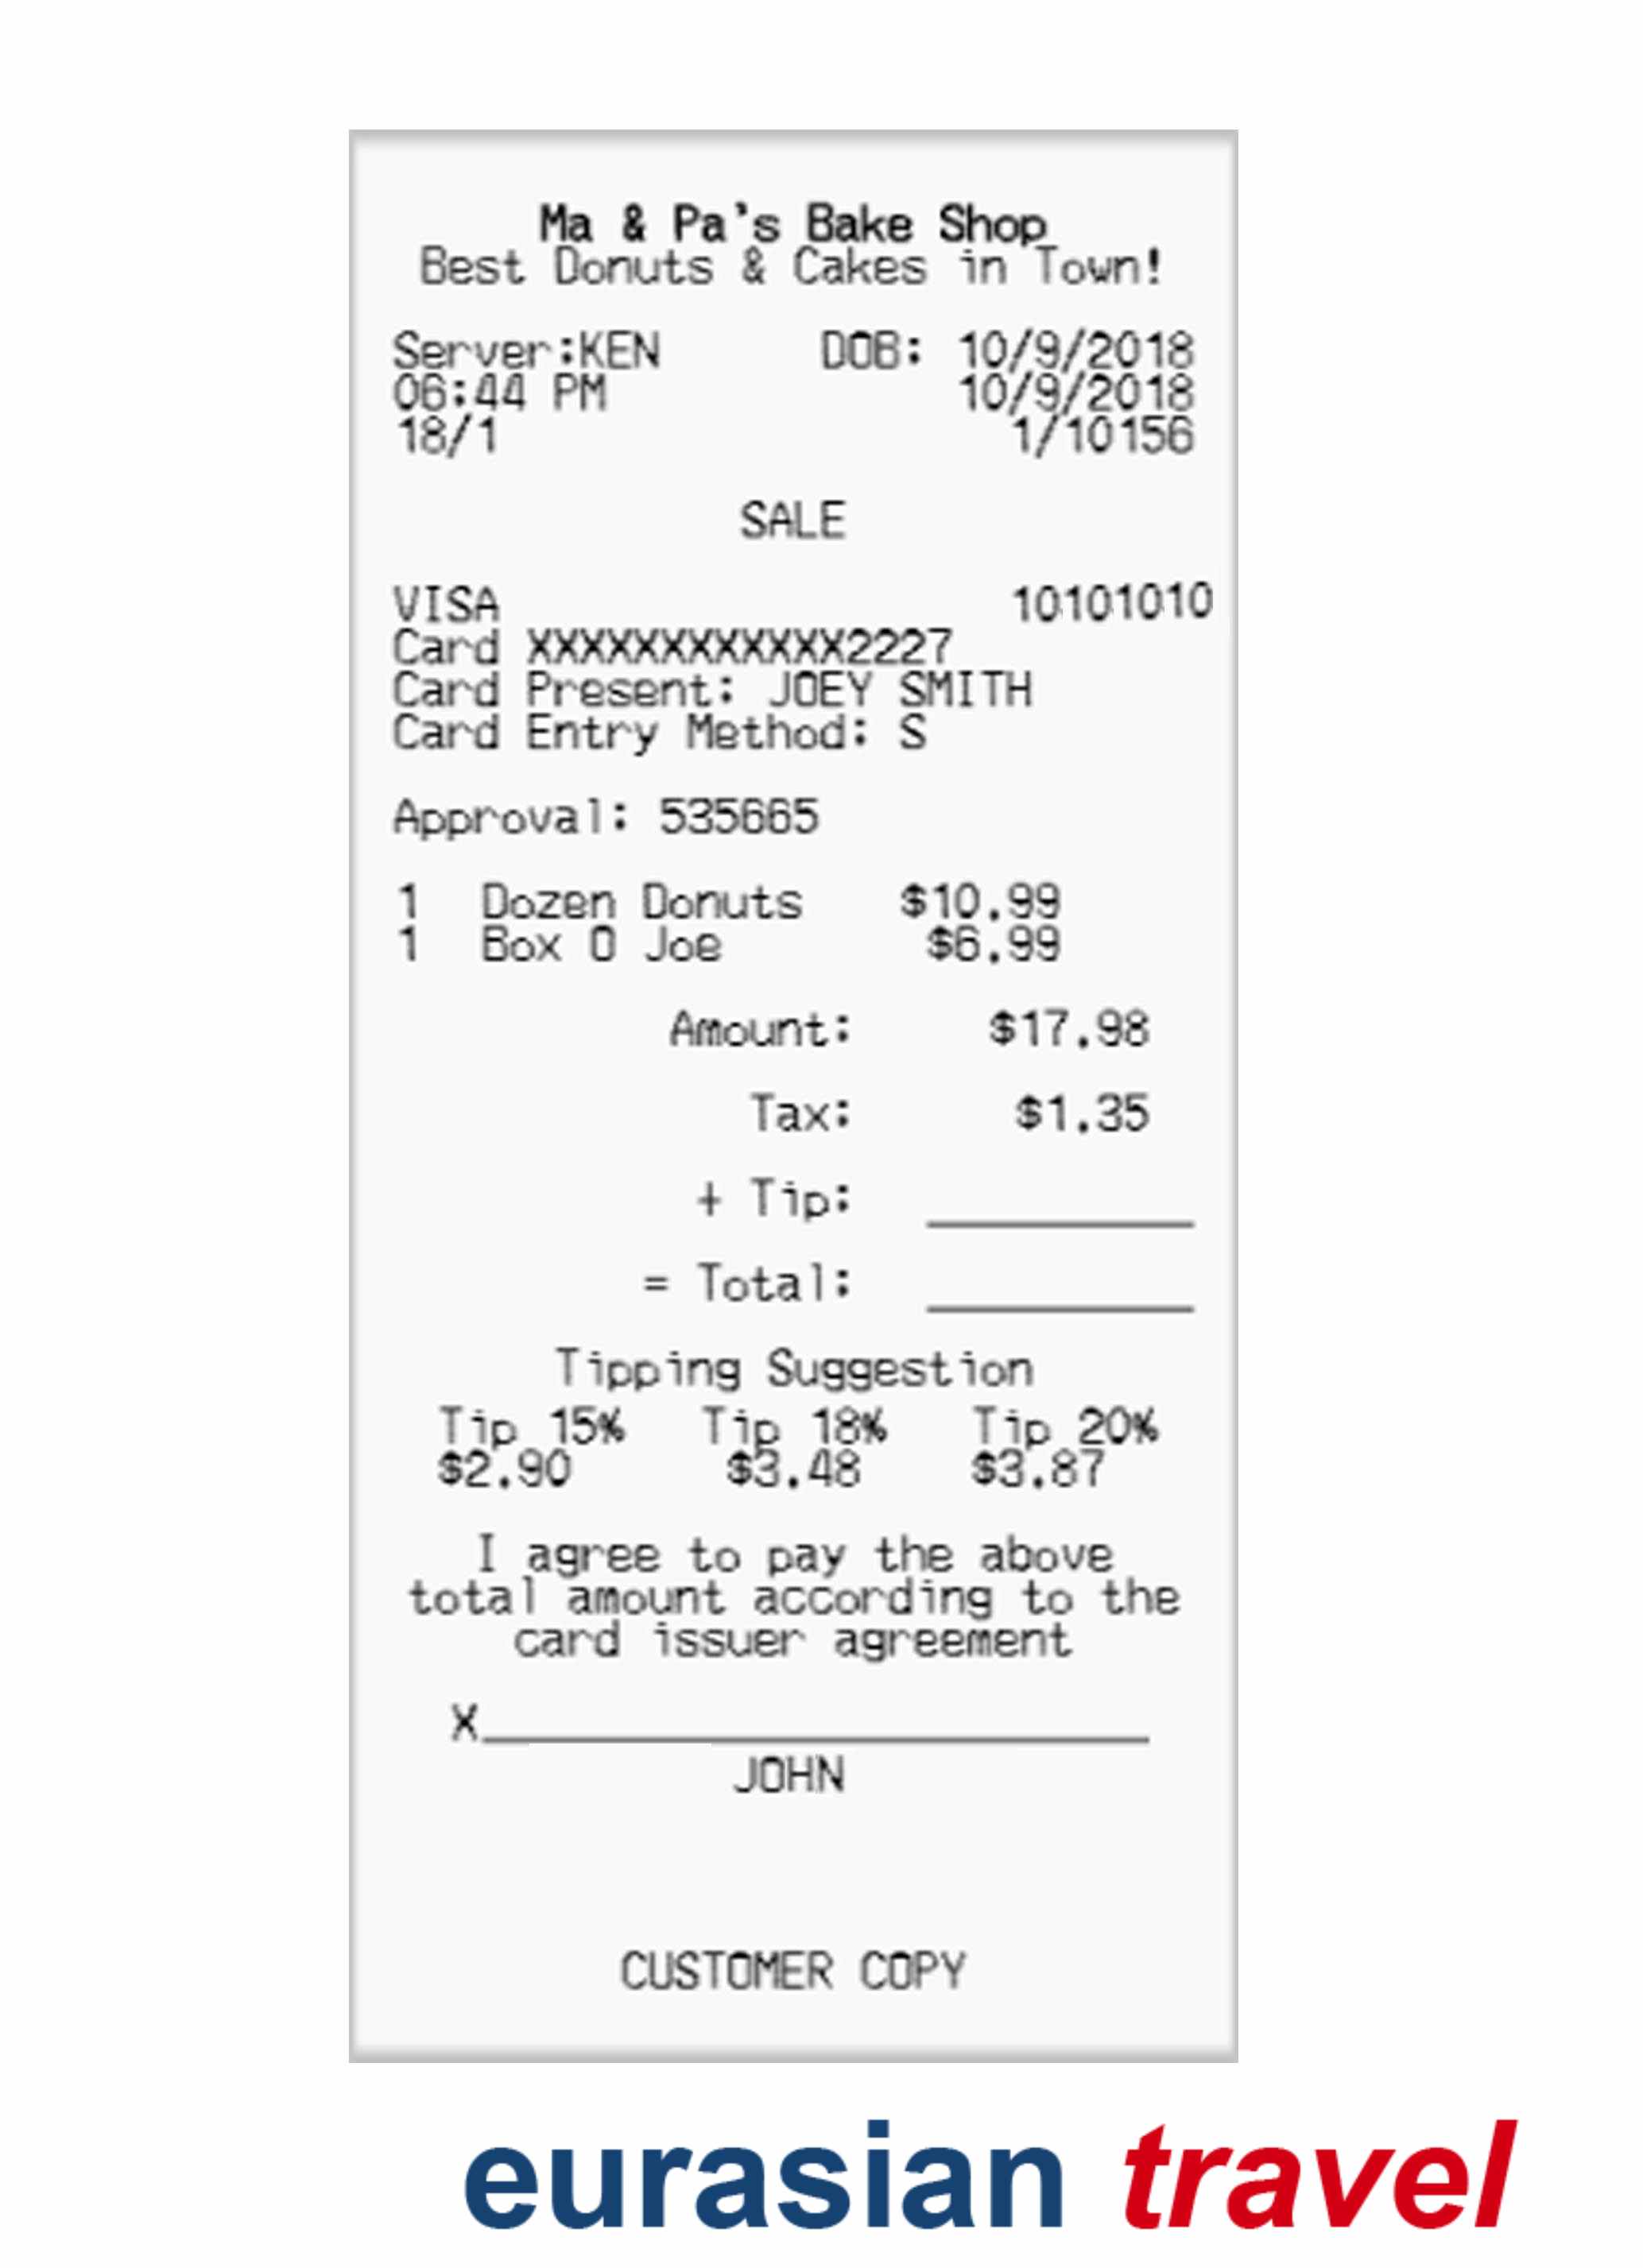 Ma & Pa's Bake Shop
Best Donuts & Cakes in Town!
Server:KEN DOB: 10/9/2018
06:44 PM 10/9/2018
18/1 1/10156
SALE
VISA 10101010
Card XXXXXXXXXXXX2227
Card Present: JOEY SMITH
Card Entry Method: S
Approval: 535665
1 Dozen Donuts $10.99
1 Box O Joe $6.99
Amount: $17.98
Tax: $1.35
+ Tip: __________
= Total: __________
Tipping Suggestion
Tip 15% Tip 18% Tip 20%
$2.90 $3.48 $3.87
I agree to pay the above
total amount according to the
card issuer agreement
X_________________________
JOHN
CUSTOMER COPY
eurasian travel